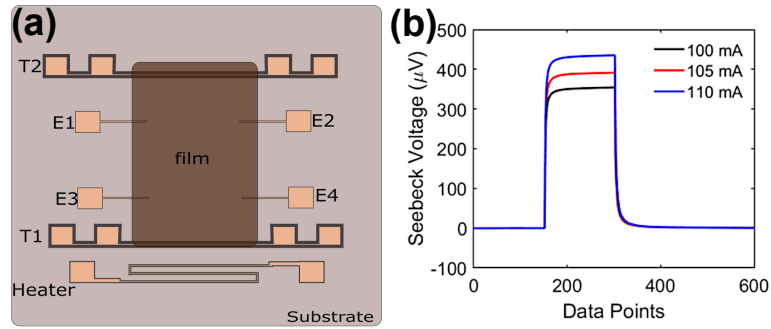 (a)
T2
E1
E2
film
E3
E4
T1
Heater
Substrate
(b)
Seebeck Voltage (μV)
500
400
300
200
100
0
-100
100 mA
105 mA
110 mA
0
200
400
600
Data Points